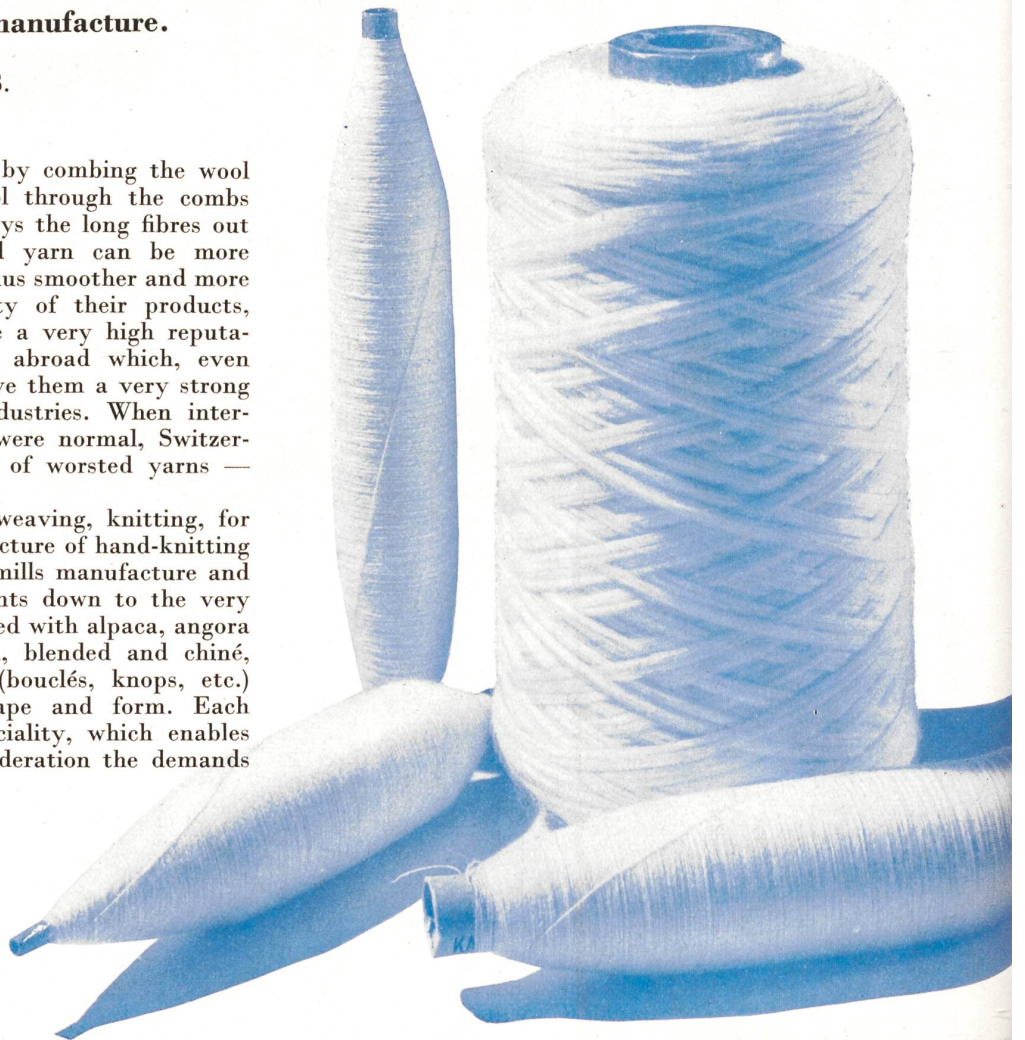 manufacture.
s.
by combing the wool
l through the combs
ys the long fibres out
l yarn can be more
us smoother and more
ty of their products,
e a very high reputa-
abroad which, even
ve them a very strong
dustries. When inter-
were normal, Switzer-
of worsted yarns —
weaving, knitting, for
cture of hand-knitting
mills manufacture and
nts down to the very
ed with alpaca, angora
, blended and chiné,
(bouclés, knops, etc.)
ape and form. Each
ciality, which enables
deration the demands
KA